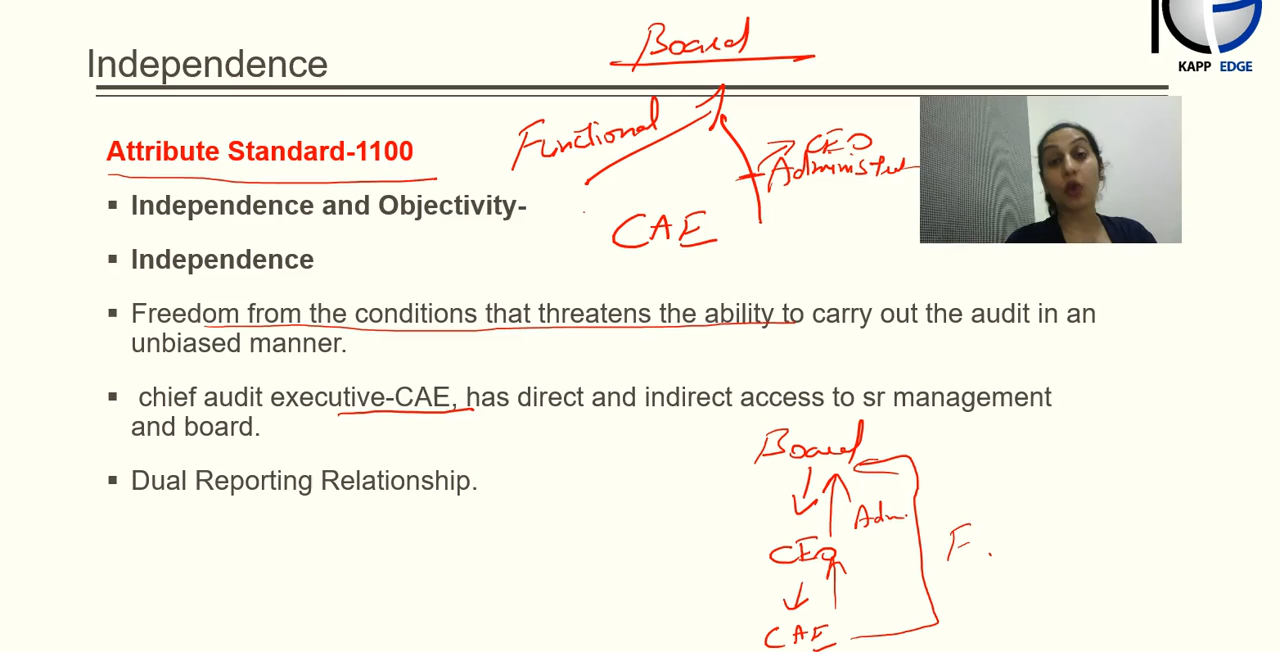 Board
KAPP EDGE
Independence
Functional
CEO
Attribute Standard-1100
▪ Independence and Objectivity-
CAE
▪ Independence
▪ Freedom from the conditions that threatens the ability to carry out the audit in an
unbiased manner.
▪ chief audit executive-CAE, has direct and indirect access to sr management
and board.
Board
▪ Dual Reporting Relationship.
Adm.
F.
CEO
CAE